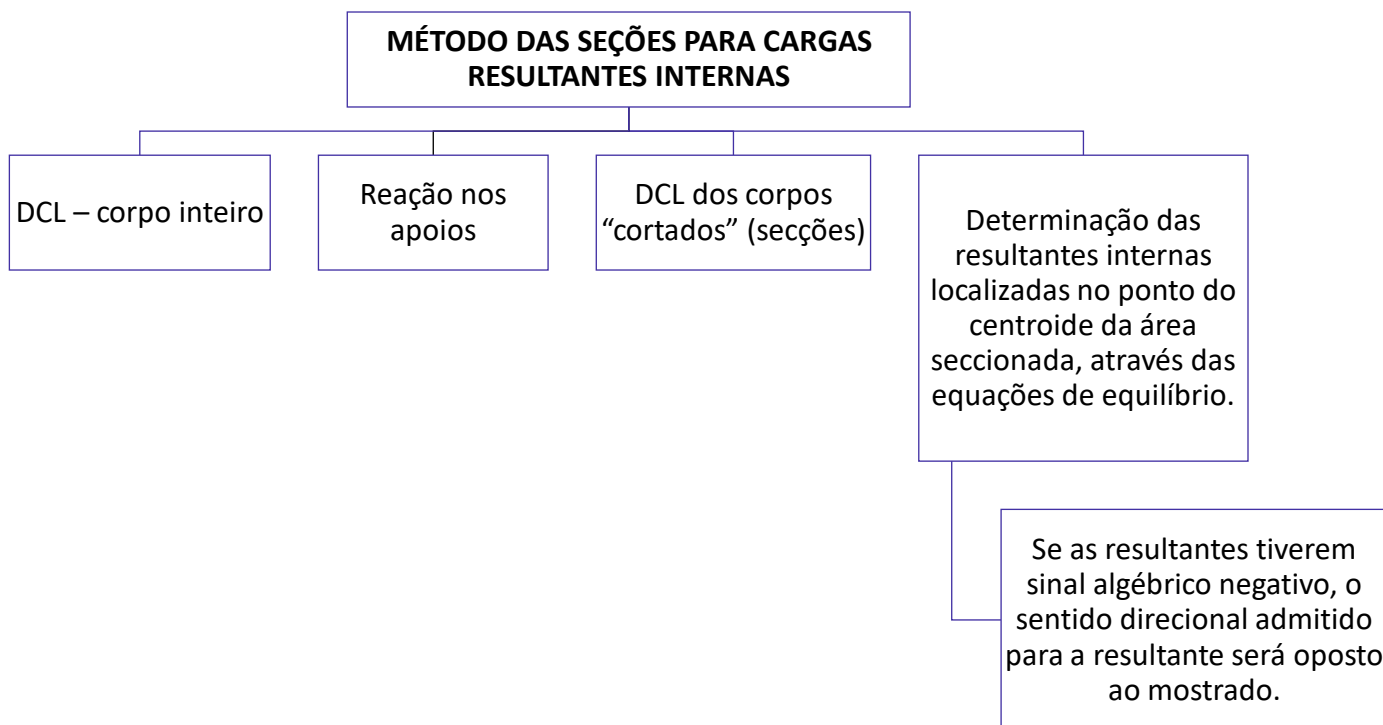 MÉTODO DAS SEÇÕES PARA CARGAS
RESULTANTES INTERNAS
DCL – corpo inteiro
Reação nos
apoios
DCL dos corpos
“cortados” (secções)
Determinação das
resultantes internas
localizadas no ponto do
centroide da área
seccionada, através das
equações de equilíbrio.
Se as resultantes tiverem
sinal algébrico negativo, o
sentido direcional admitido
para a resultante será oposto
ao mostrado.